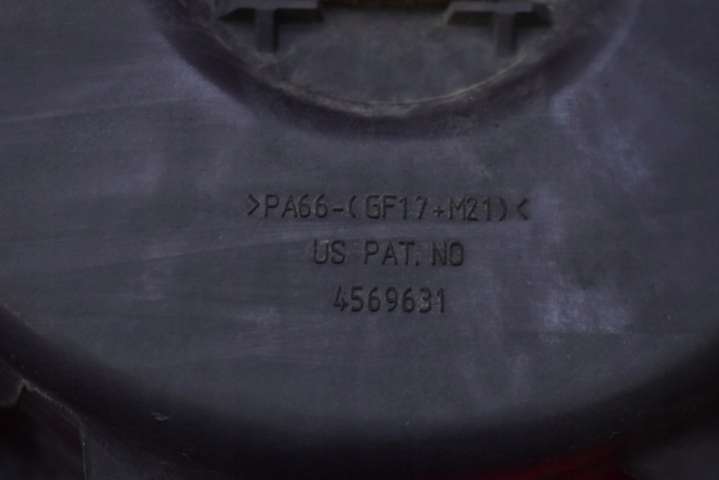 >PA66-(GF17+M21)<
US PAT. NO
4569631